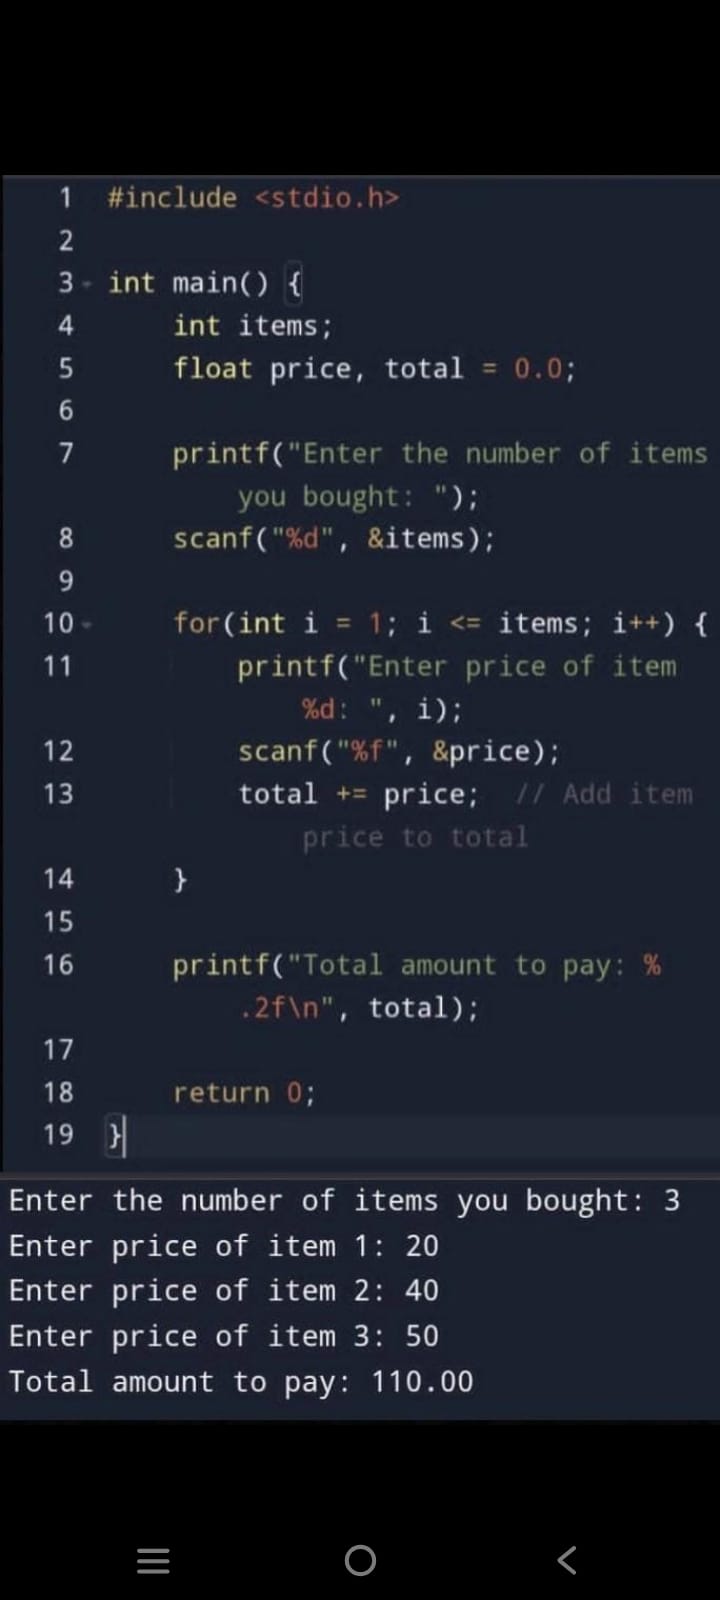 1 #include <stdio.h>
2
3 int main() {
4 int items;
5 float price, total = 0.0;
6
7 printf("Enter the number of items
you bought: ");
8 scanf("%d", &items);
9
10 for(int i = 1; i <= items; i++) {
11 printf("Enter price of item
%d: ", i);
12 scanf("%f", &price);
13 total += price; // Add item
price to total
14 }
15
16 printf("Total amount to pay: %
.2f\n", total);
17
18 return 0;
19 }
Enter the number of items you bought: 3
Enter price of item 1: 20
Enter price of item 2: 40
Enter price of item 3: 50
Total amount to pay: 110.00